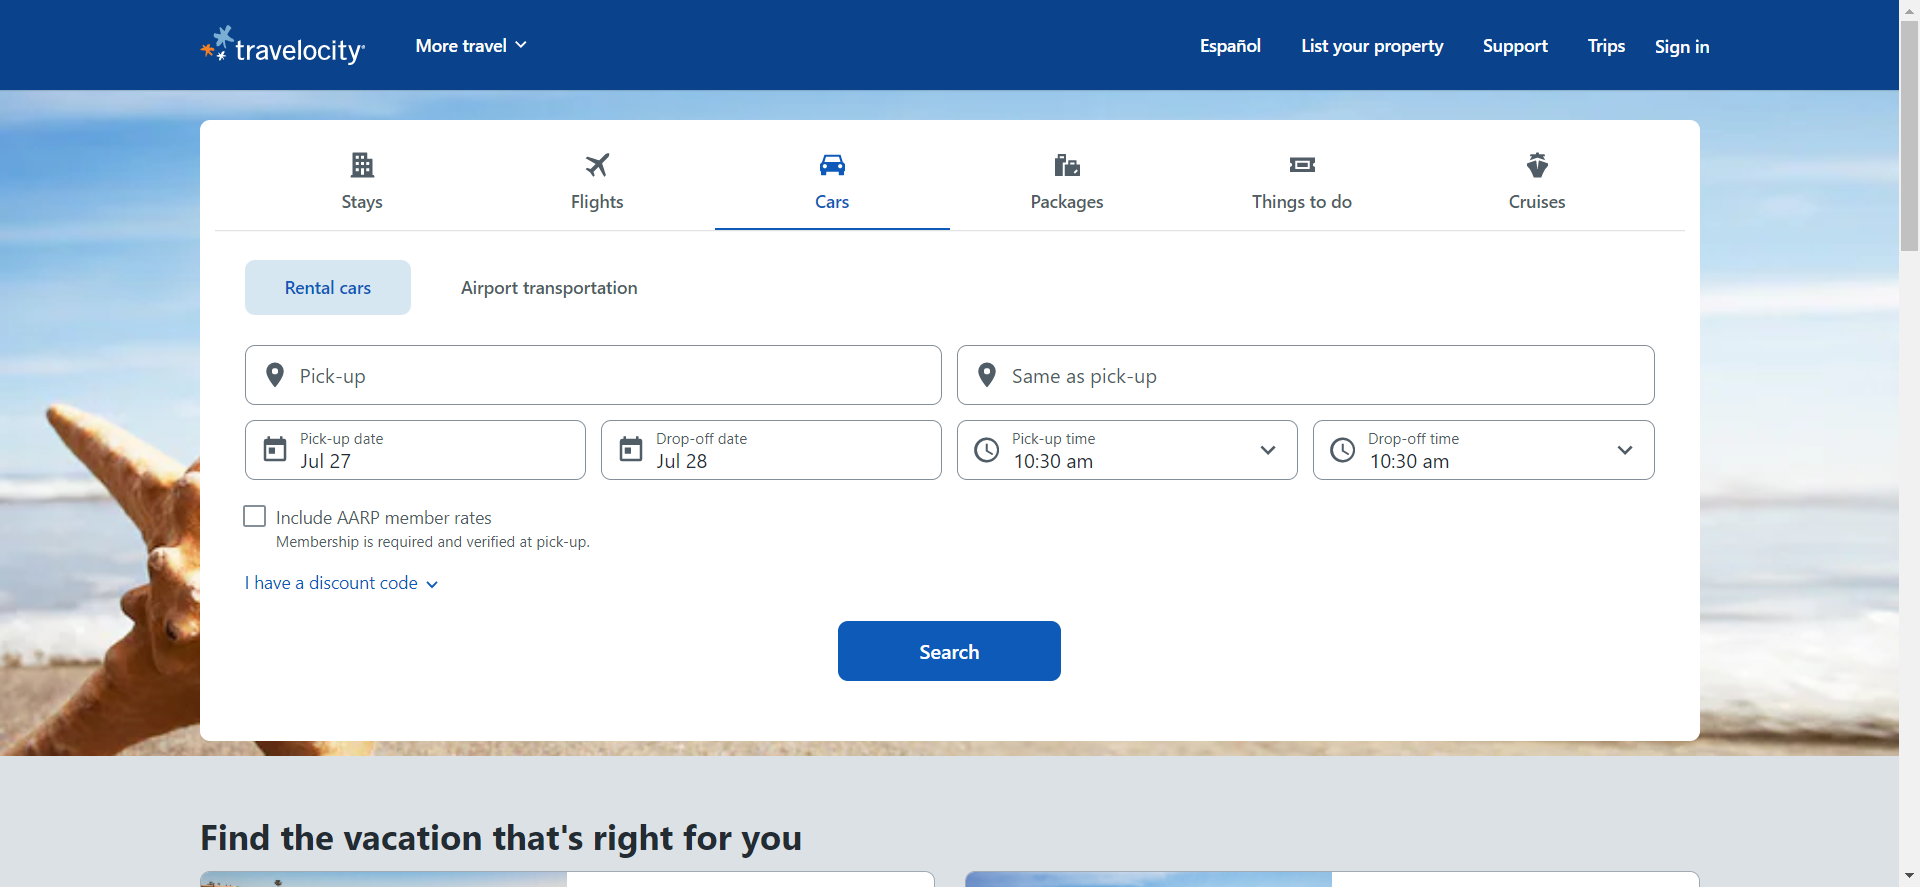 travelocity
More travel
Español
List your property
Support
Trips
Sign in
Stays
Flights
Cars
Packages
Things to do
Cruises
Rental cars
Airport transportation
Pick-up
Same as pick-up
Pick-up date
Jul 27
Drop-off date
Jul 28
Pick-up time
10:30 am
Drop-off time
10:30 am
Include AARP member rates
Membership is required and verified at pick-up.
I have a discount code
Search
Find the vacation that's right for you